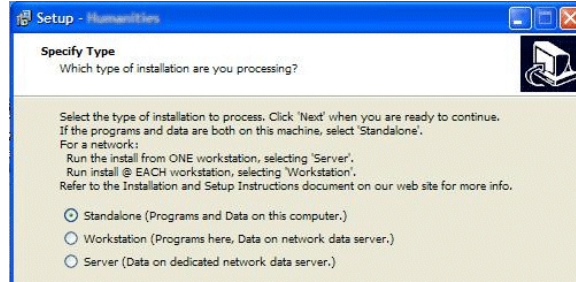 Setup - Humanities
Specify Type
Which type of installation are you processing?
Select the type of installation to process. Click 'Next' when you are ready to continue.
If the programs and data are both on this machine, select 'Standalone'.
For a network:
Run the install from ONE workstation, selecting 'Server'.
Run install @ EACH workstation, selecting 'Workstation'.
Refer to the Installation and Setup Instructions document on our web site for more info.
Standalone (Programs and Data on this computer.)
Workstation (Programs here, Data on network data server.)
Server (Data on dedicated network data server.)